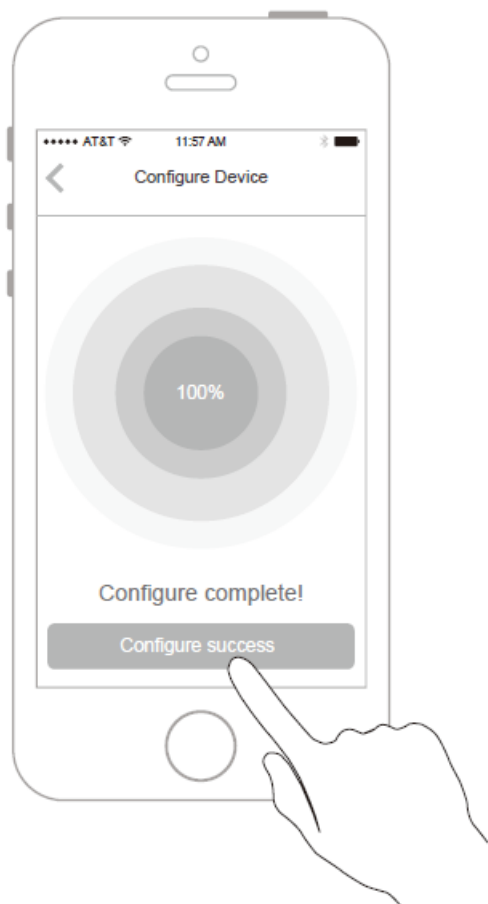 AT&T 11:57 AM
Configure Device
100%
Configure complete!
Configure success